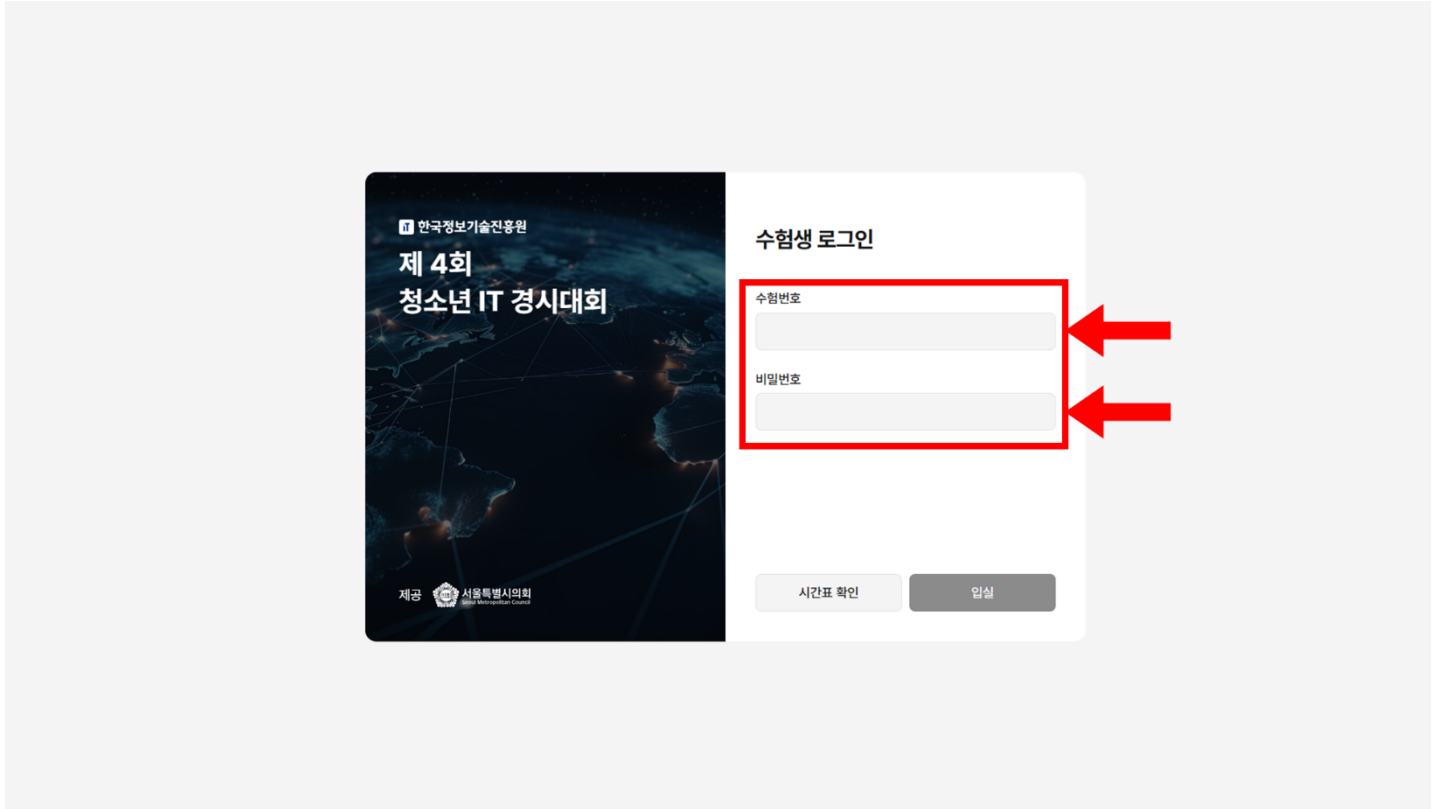 한국정보기술진흥원
제 4회
청소년 IT 경시대회
제공 서울특별시의회
Seoul Metropolitan Council
수험생 로그인
수험번호
비밀번호
시간표 확인
입실